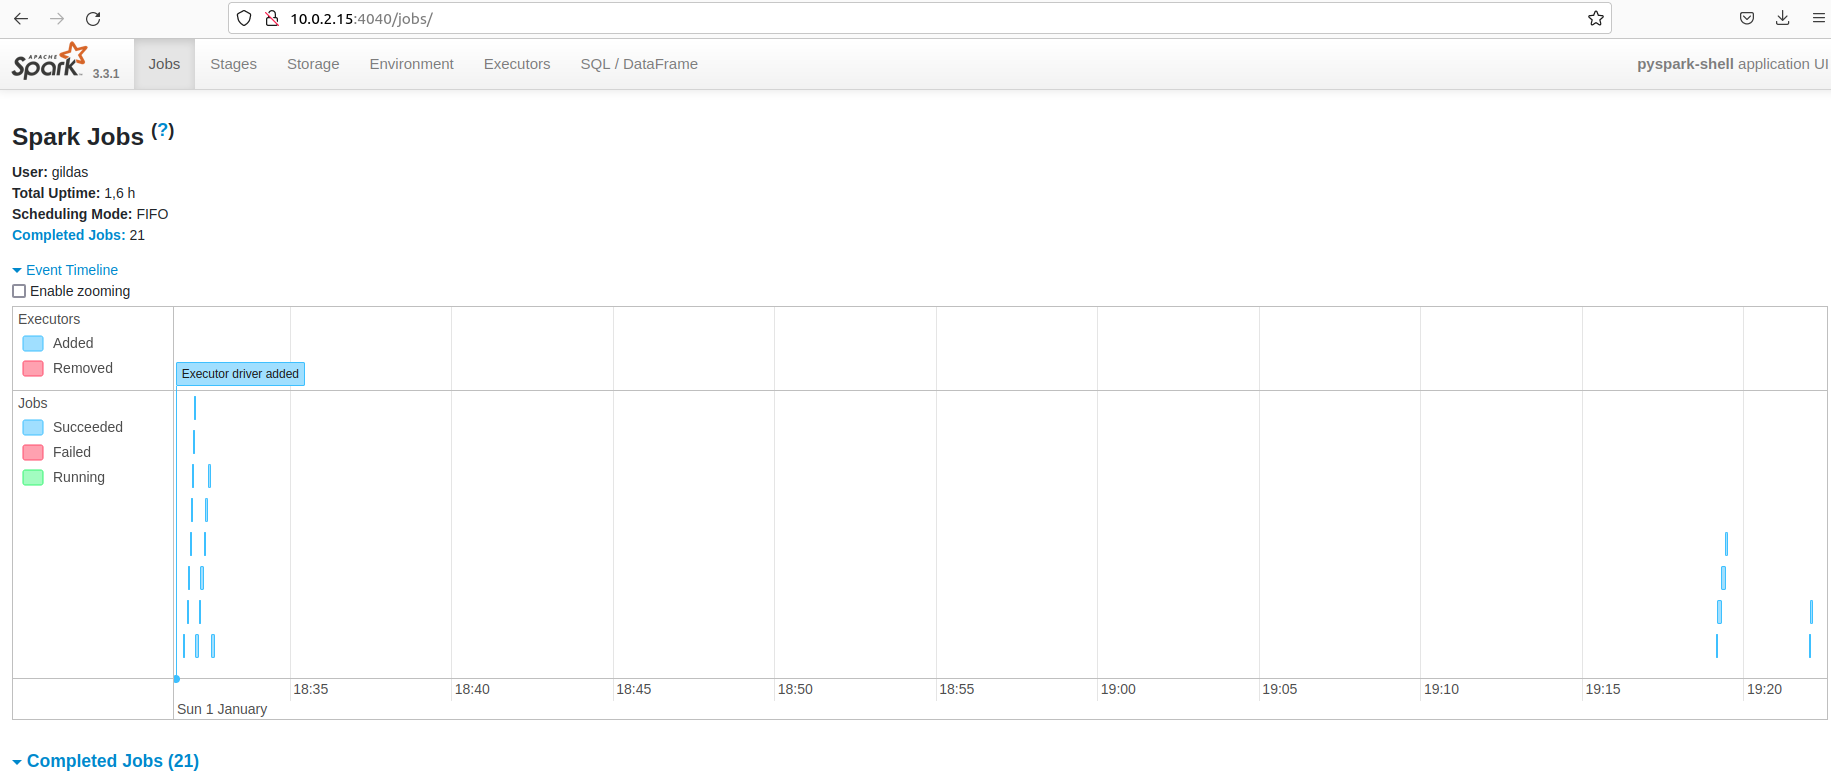 10.0.2.15:4040/jobs/
APACHE
Spark 3.3.1 Jobs Stages Storage Environment Executors SQL / DataFrame pyspark-shell application UI
Spark Jobs (?)
User: gildas
Total Uptime: 1,6 h
Scheduling Mode: FIFO
Completed Jobs: 21
Event Timeline
Enable zooming
Executors
Added
Removed
Executor driver added
Jobs
Succeeded
Failed
Running
18:35 18:40 18:45 18:50 18:55 19:00 19:05 19:10 19:15 19:20
Sun 1 January
Completed Jobs (21)